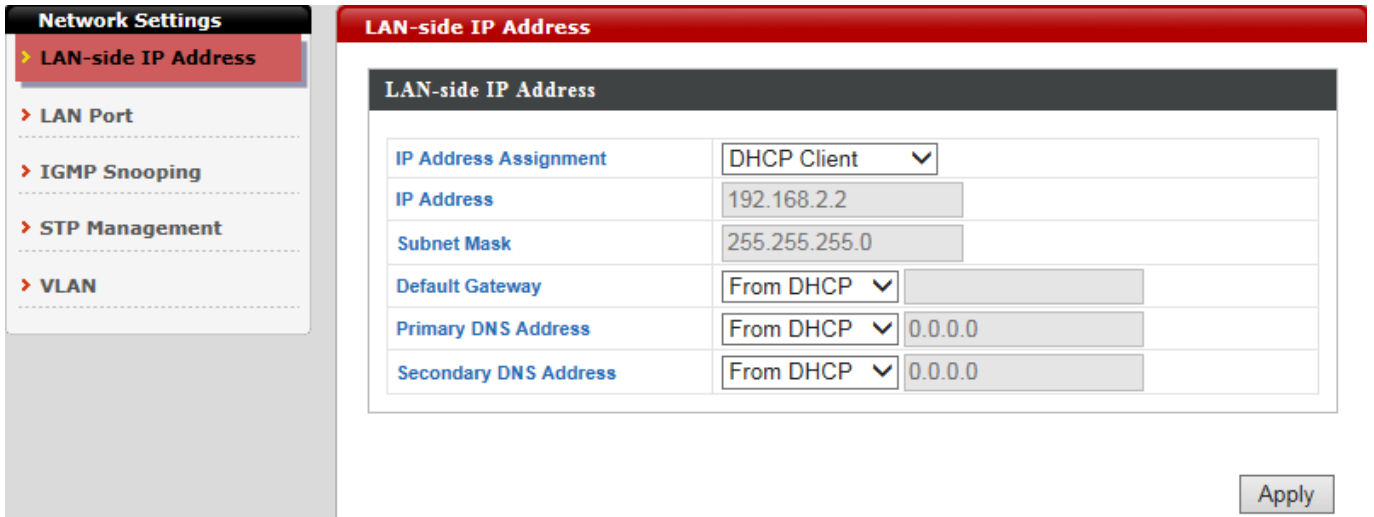 Network Settings
LAN-side IP Address
LAN Port
IGMP Snooping
STP Management
VLAN
LAN-side IP Address
LAN-side IP Address
IP Address Assignment DHCP Client
IP Address 192.168.2.2
Subnet Mask 255.255.255.0
Default Gateway From DHCP
Primary DNS Address From DHCP 0.0.0.0
Secondary DNS Address From DHCP 0.0.0.0
Apply